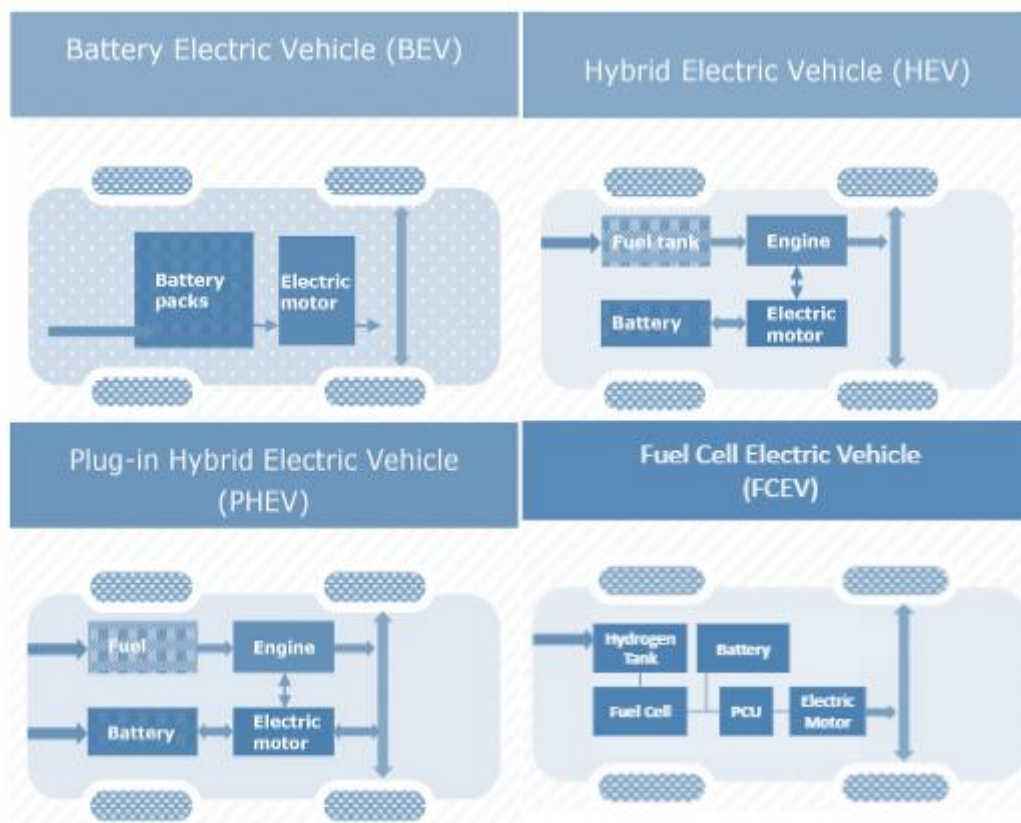 Battery Electric Vehicle (BEV)
Battery
packs
Electric
motor
Hybrid Electric Vehicle (HEV)
Fuel tank
Engine
Battery
Electric
motor
Plug-in Hybrid Electric Vehicle
(PHEV)
Fuel
Engine
Battery
Electric
motor
Fuel Cell Electric Vehicle
(FCEV)
Hydrogen
Tank
Battery
Fuel Cell
PCU
Electric
Motor